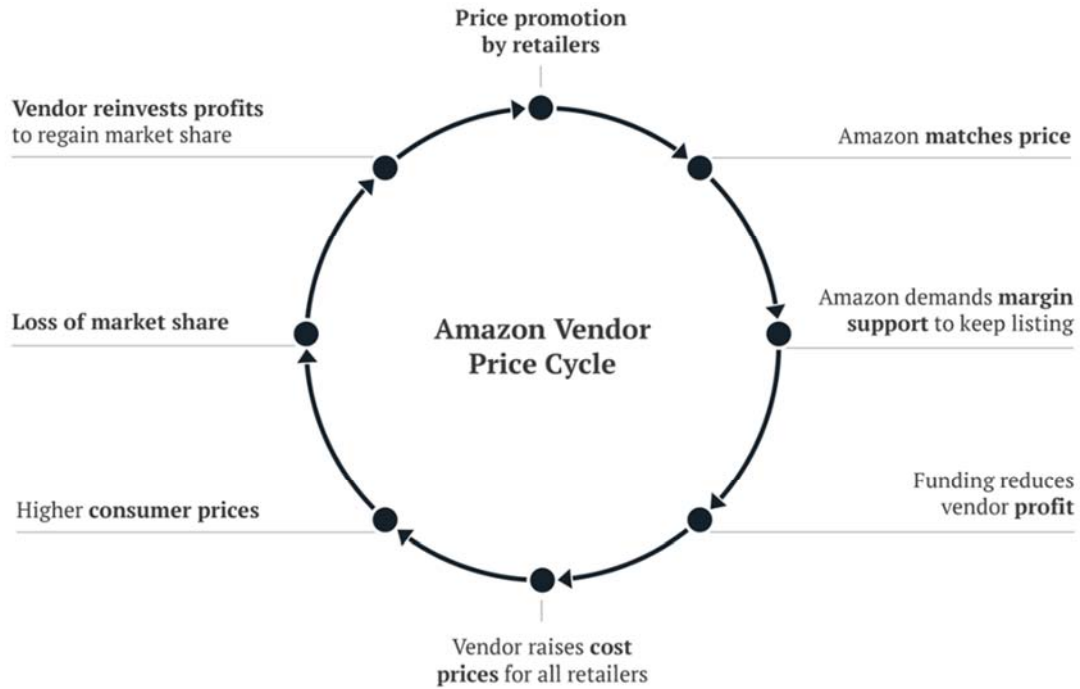 Price promotion
by retailers
Vendor reinvests profits
to regain market share
Amazon matches price
Amazon demands margin
support to keep listing
Loss of market share
Amazon Vendor
Price Cycle
Funding reduces
vendor profit
Higher consumer prices
Vendor raises cost
prices for all retailers